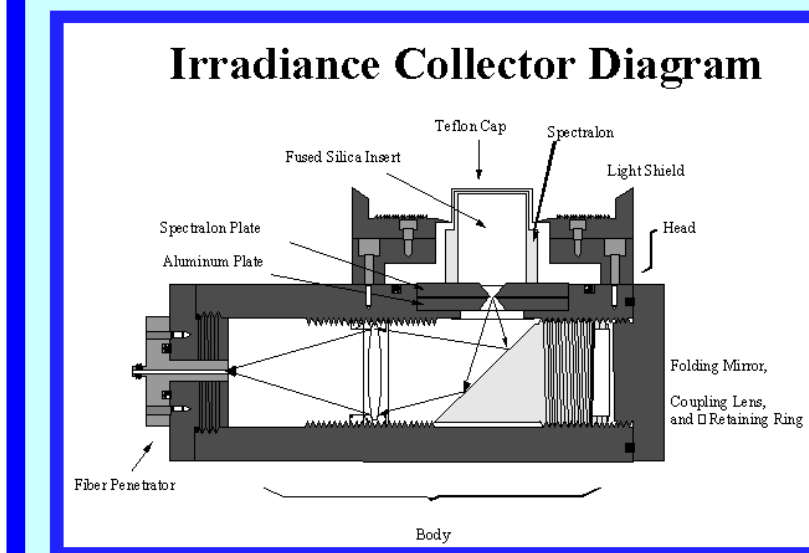 Irradiance Collector Diagram
Teflon Cap
Spectralon
Fused Silica Insert
Light Shield
Spectralon Plate
Head
Aluminum Plate
Folding Mirror,
Coupling Lens,
and □Retaining Ring
Fiber Penetrator
Body